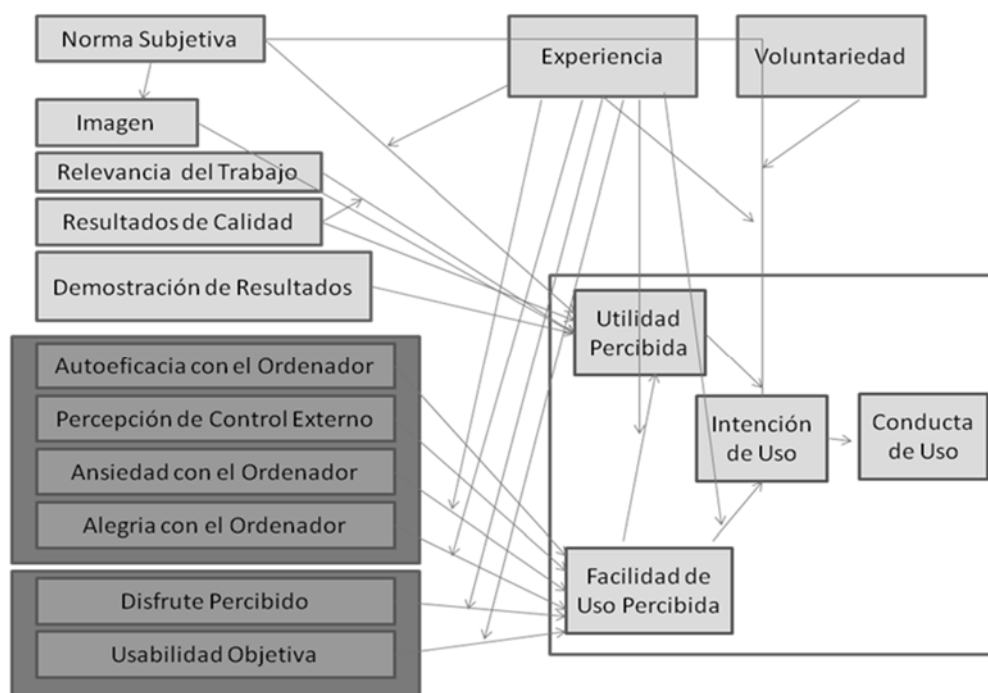 Norma Subjetiva
Experiencia
Voluntariedad
Imagen
Relevancia del Trabajo
Resultados de Calidad
Demostración de Resultados
Utilidad
Percibida
Autoeficacia con el Ordenador
Percepción de Control Externo
Ansiedad con el Ordenador
Alegria con el Ordenador
Intención
de Uso
Conducta
de Uso
Facilidad de
Uso Percibida
Disfrute Percibido
Usabilidad Objetiva